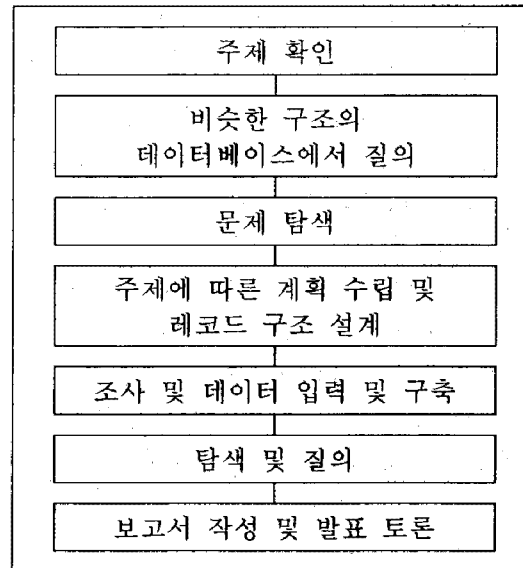 주제 확인
비슷한 구조의
데이터베이스에서 질의
문제 탐색
주제에 따른 계획 수립 및
레코드 구조 설계
조사 및 데이터 입력 및 구축
탐색 및 질의
보고서 작성 및 발표 토론